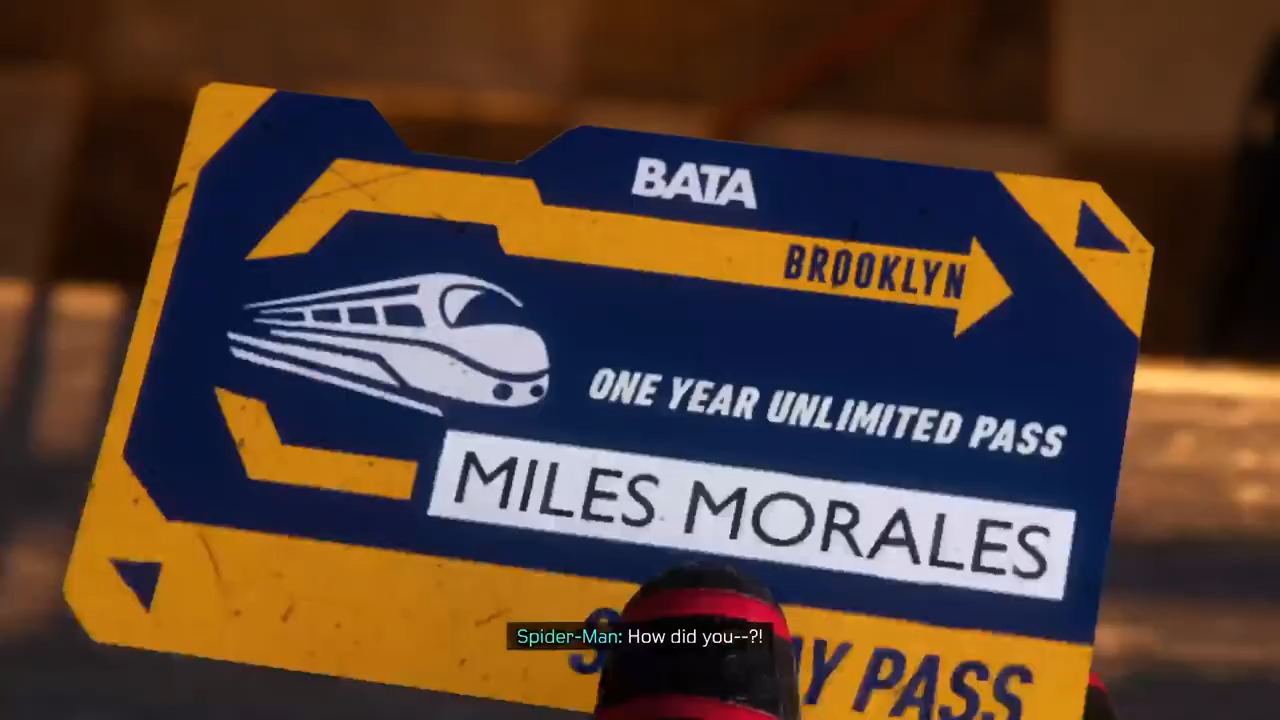 BATA
BROOKLYN
ONE YEAR UNLIMITED PASS
MILES MORALES
PASS
Spider-Man: How did you--?!